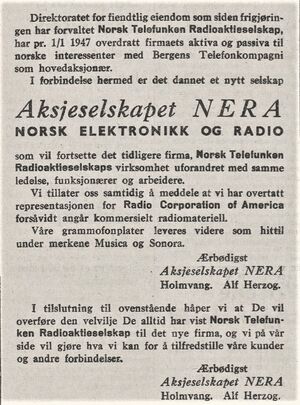 Direktoratet for fiendtlig eiendom som siden frigjørin-
gen har forvaltet Norsk Telefunken Radioaktieselskap,
har pr. 1/1 1947 overdratt firmaets aktiva og passiva til
norske interessenter med Bergens Telefonkompagni
som hovedaksjonær.
I forbindelse hermed er det dannet et nytt selskap
Aksjeselskapet NERA
NORSK ELEKTRONIKK OG RADIO
som vil fortsette det tidligere firma, Norsk Telefunken
Radioaktieselskaps virksomhet uforandret med samme
ledelse, funksjonærer og arbeidere.
Vi tillater oss samtidig å meddele at vi har overtatt
representasjonen for Radio Corporation of America
forsåvidt angår kommersielt radiomateriell.
Våre grammofonplater leveres videre som hittil
under merkene Musica og Sonora.
Ærbødigst
Aksjeselskapet NERA
Holmvang. Alf Herzog.
I tilslutning til ovenstående håper vi at De vil
overføre den velvilje De alltid har vist Norsk Telefun-
ken Radioaktieselskap til det nye firma, og vi på vår
side vil gjøre hva vi kan for å tilfredstille våre kunder
og andre forbindelser.
Ærbødigst
Aksjeselskapet NERA
Holmvang. Alf Herzog.